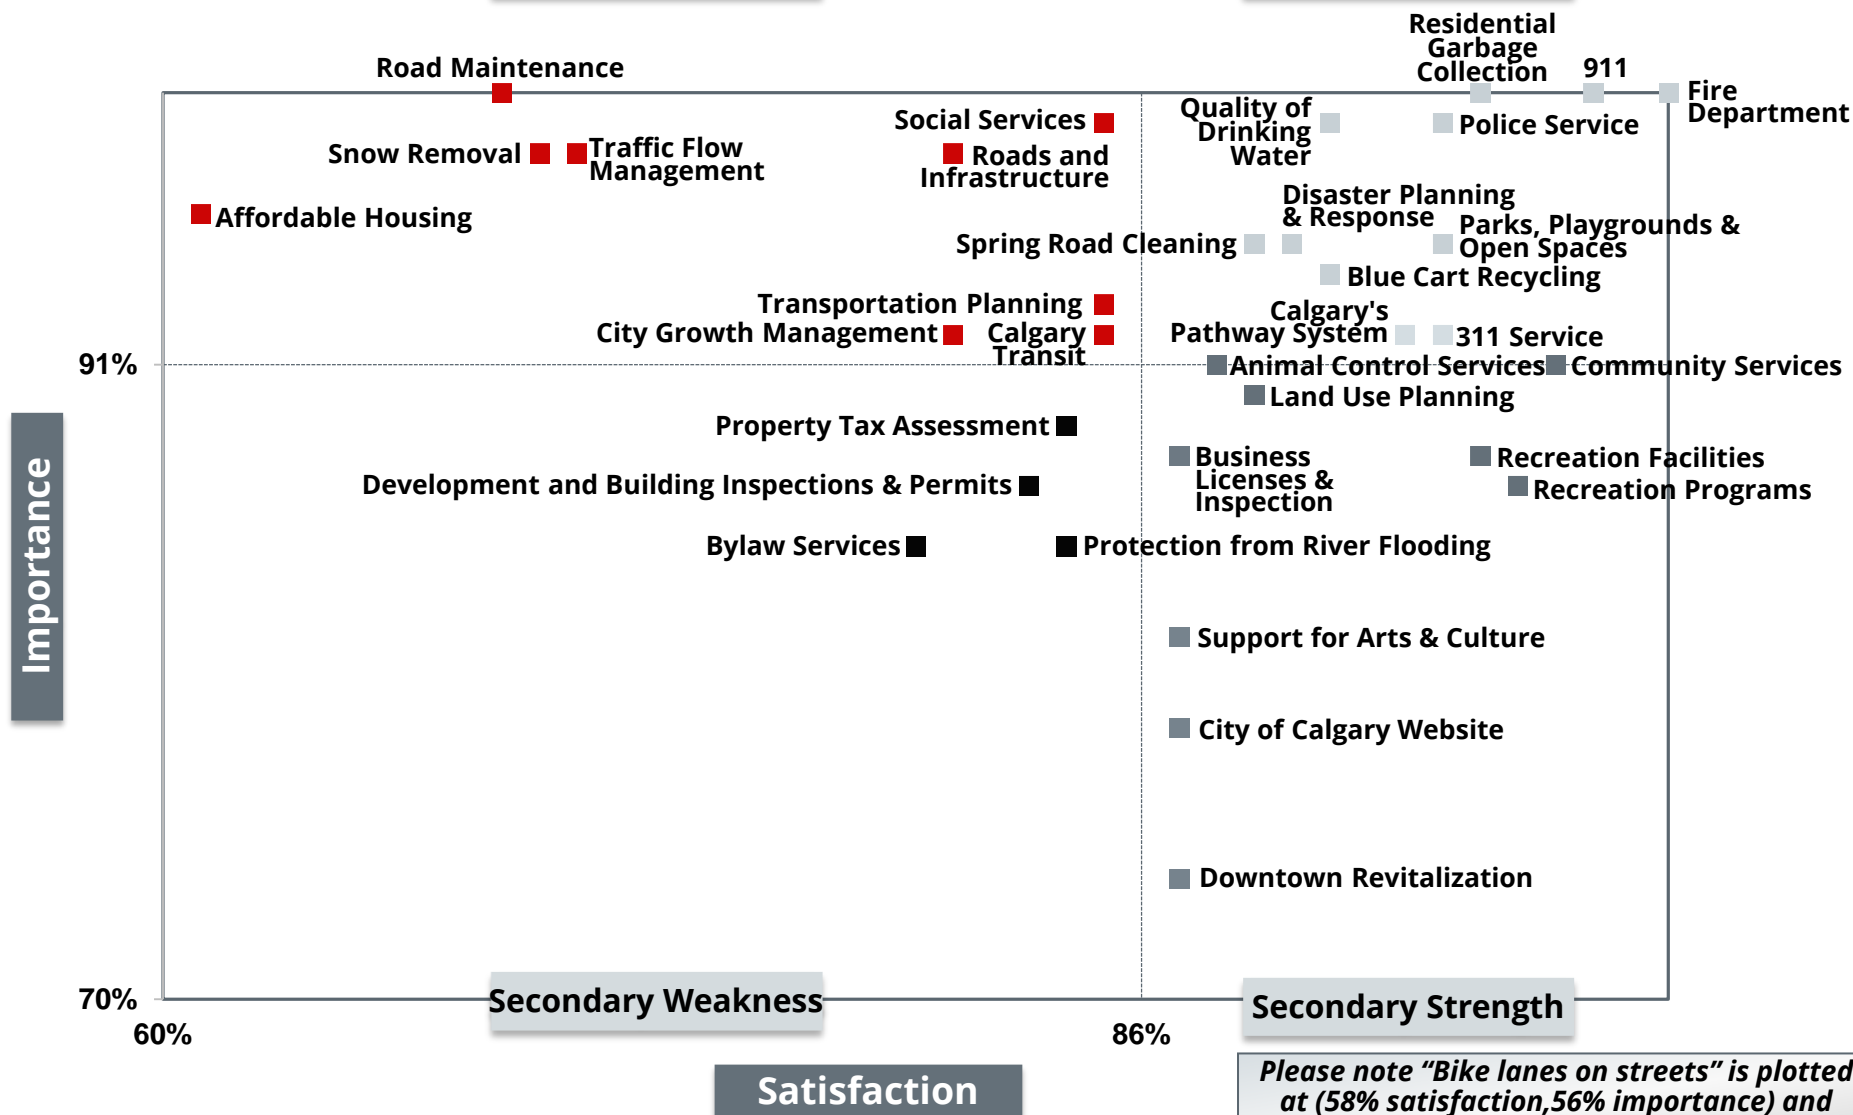 Residential
Garbage
Collection
911
Fire
Department
Road Maintenance
Social Services
Quality of
Drinking
Water
Police Service
Snow Removal
Traffic Flow
Management
Roads and
Infrastructure
Affordable Housing
Disaster Planning
& Response
Spring Road Cleaning
Parks, Playgrounds &
Open Spaces
Blue Cart Recycling
Transportation Planning
City Growth Management
Calgary
Transit
Calgary's
Pathway System
311 Service
91%
Animal Control Services
Community Services
Land Use Planning
Property Tax Assessment
Business
Licenses &
Inspection
Recreation Facilities
Recreation Programs
Development and Building Inspections & Permits
Bylaw Services
Protection from River Flooding
Importance
Support for Arts & Culture
City of Calgary Website
Downtown Revitalization
70%
Secondary Weakness
Secondary Strength
60%
86%
Satisfaction
Please note “Bike lanes on streets” is plotted
at (58% satisfaction,56% importance) and